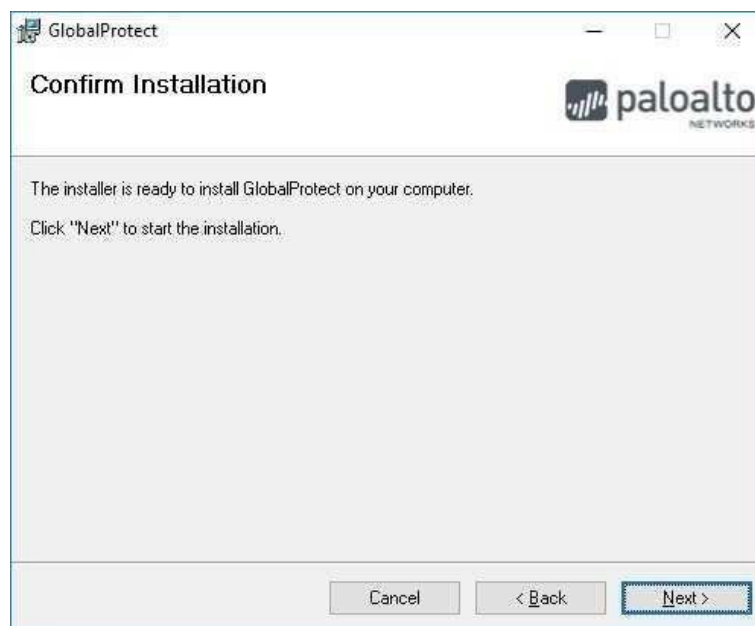 GlobalProtect
Confirm Installation
paloalto
NETWORKS
The installer is ready to install GlobalProtect on your computer.
Click "Next" to start the installation.
Cancel
< Back
Next >